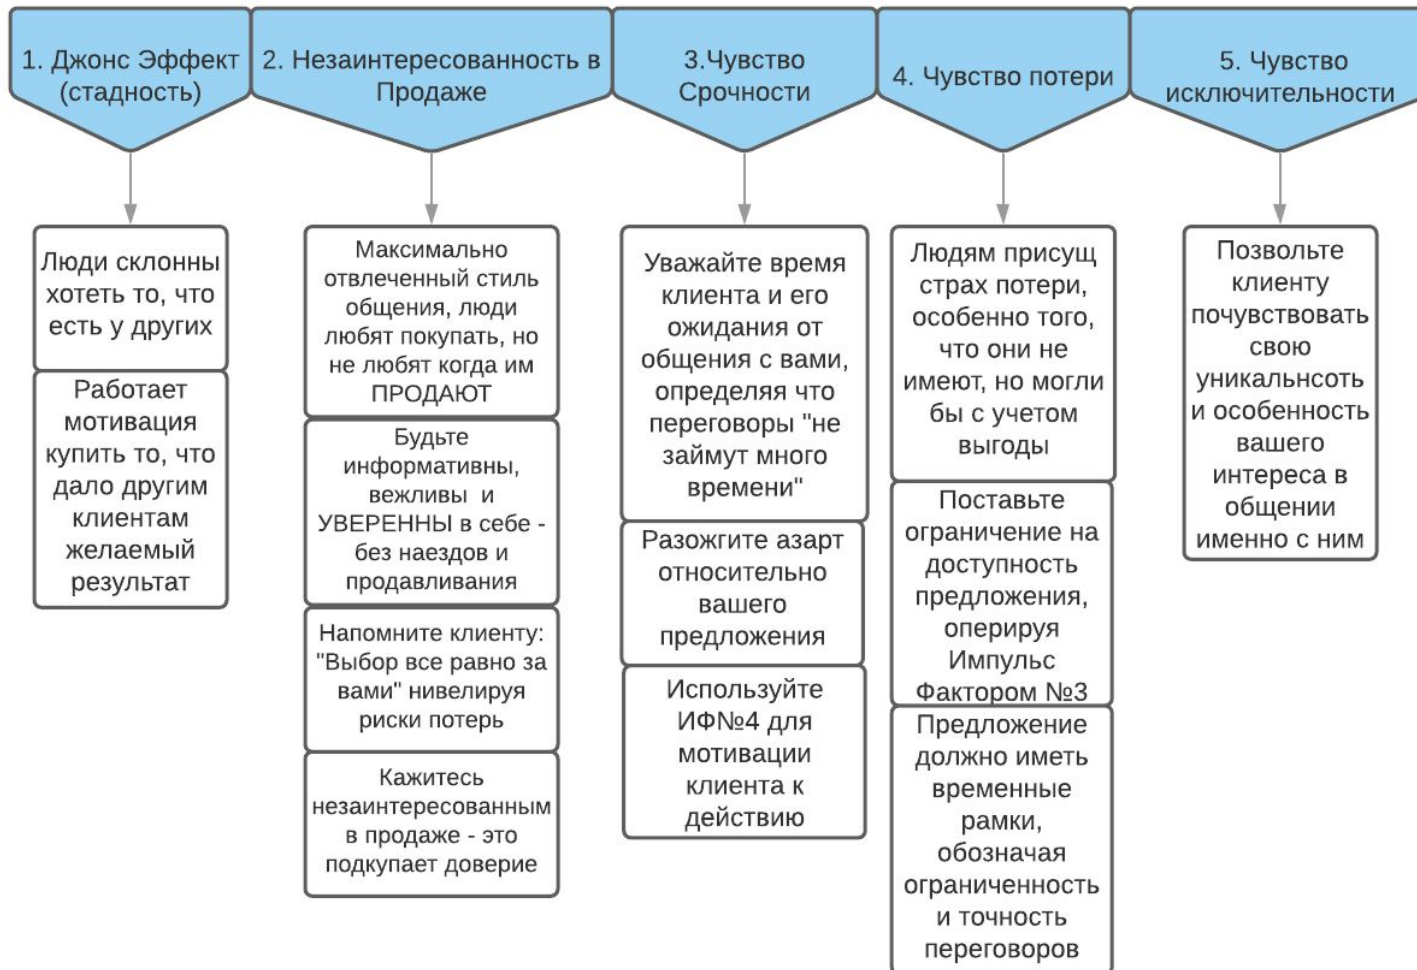 1. Джонс Эффект
(стадность)
2. Незаинтересованность в
Продаже
3.Чувство
Срочности
4. Чувство потери
5. Чувство
исключительности
Люди склонны
хотеть то, что
есть у других
Работает
мотивация
купить то, что
дало другим
клиентам
желаемый
результат
Максимально
отвлеченный стиль
общения, люди
любят покупать, но
не любят когда им
ПРОДАЮТ
Будьте
информативны,
вежливы и
УВЕРЕННЫ в себе -
без наездов и
продавливания
Напомните клиенту:
"Выбор все равно за
вами" нивелируя
риски потерь
Кажитесь
незаинтересованным
в продаже - это
подкупает доверие
Уважайте время
клиента и его
ожидания от
общения с вами,
определяя что
переговоры "не
займут много
времени"
Разожгите азарт
относительно
вашего
предложения
Используйте
ИФ№4 для
мотивации
клиента к
действию
Людям присущ
страх потери,
особенно того,
что они не
имеют, но могли
бы с учетом
выгоды
Поставьте
ограничение на
доступность
предложения,
оперируя
Импульс
Фактором №3
Предложение
должно иметь
временные
рамки,
обозначая
ограниченность
и точность
переговоров
Позвольте
клиенту
почувствовать
свою
уникальнсоть
и особенность
вашего
интереса в
общении
именно с ним